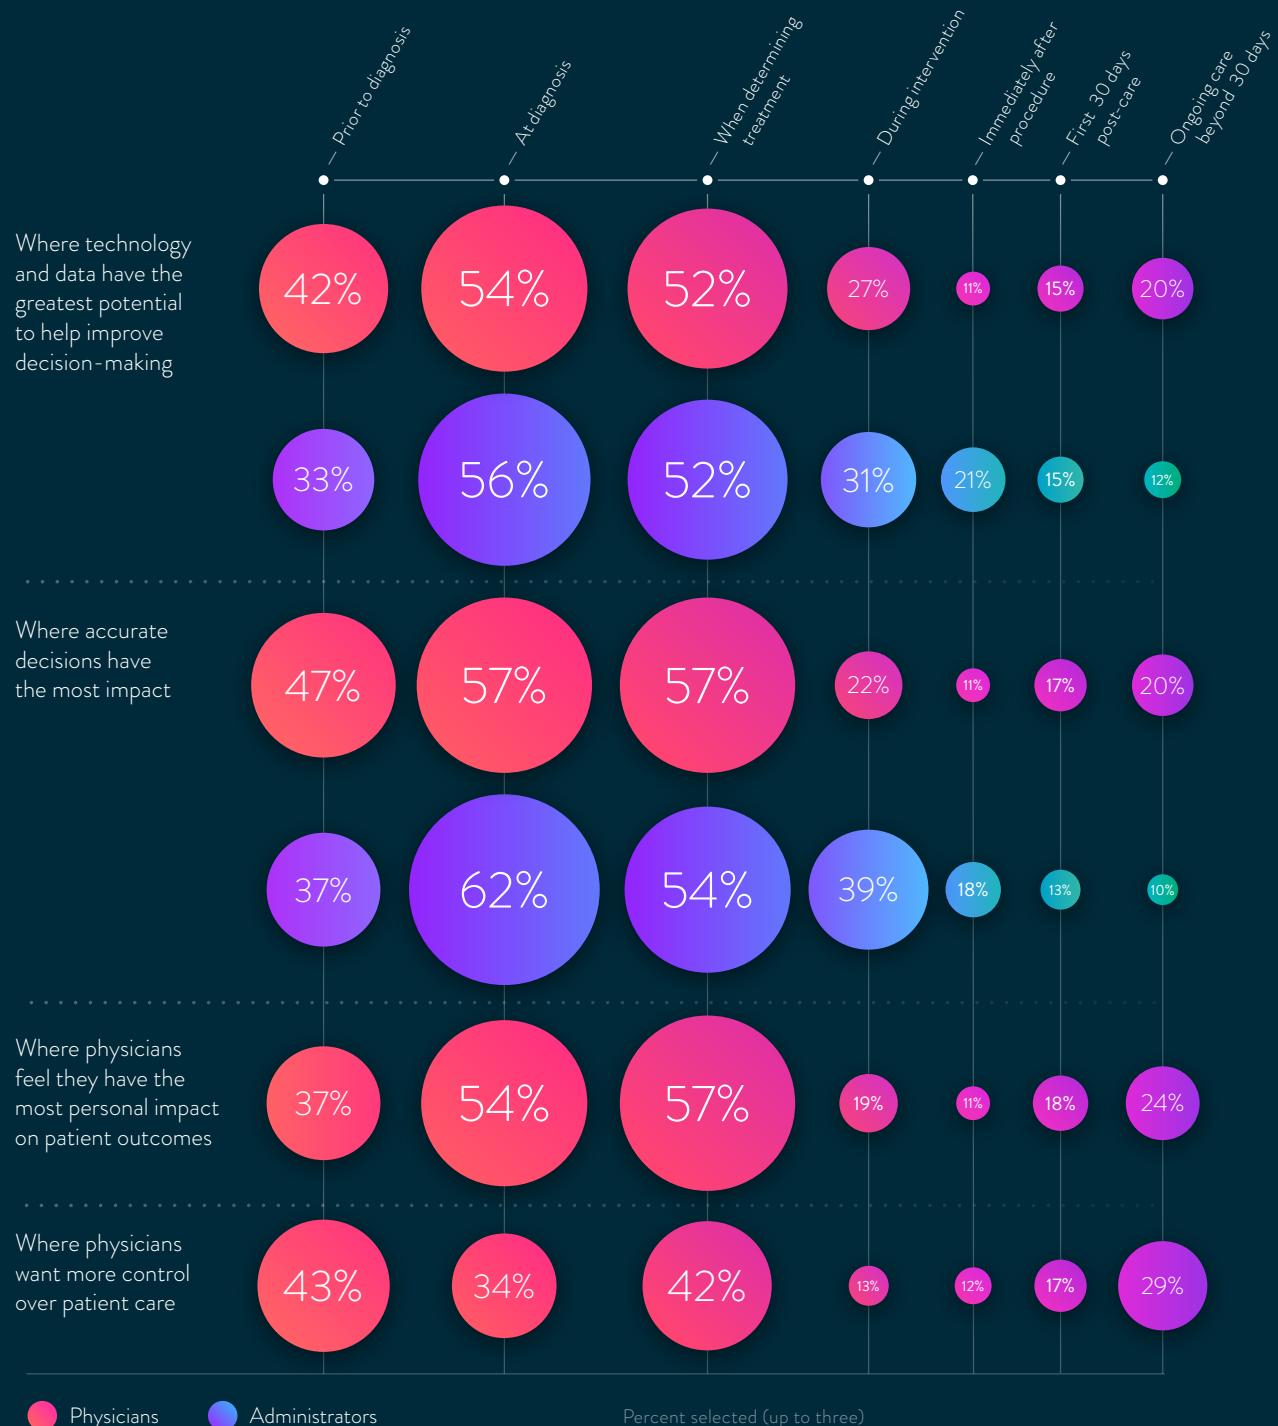 Prior to diagnosis
At diagnosis
When determining
treatment
During intervention
Immediately after
procedure
First 30 days
post-care
Ongoing care
beyond 30 days
Where technology
and data have the
greatest potential
to help improve
decision-making
42%
54%
52%
27%
11%
15%
20%
33%
56%
52%
31%
21%
15%
12%
Where accurate
decisions have
the most impact
47%
57%
57%
22%
11%
17%
20%
37%
62%
54%
39%
18%
13%
10%
Where physicians
feel they have the
most personal impact
on patient outcomes
37%
54%
57%
19%
11%
18%
24%
Where physicians
want more control
over patient care
43%
34%
42%
13%
12%
17%
29%
Physicians
Administrators
Percent selected (up to three)